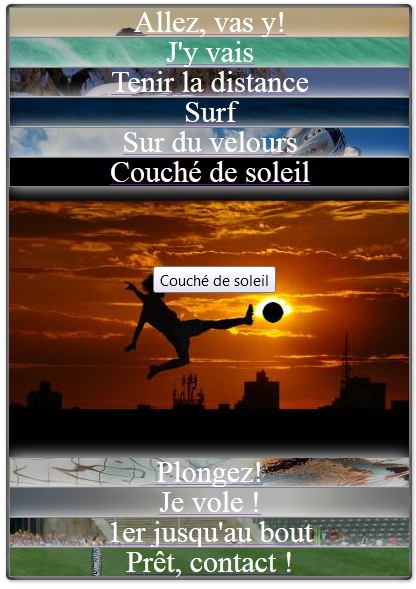 Allez, vas y!
J'y vais
Tenir la distance
Surf
Sur du velours
Couché de soleil
Couché de soleil
Plongez!
Je vole !
1er jusqu'au bout
Prêt, contact !